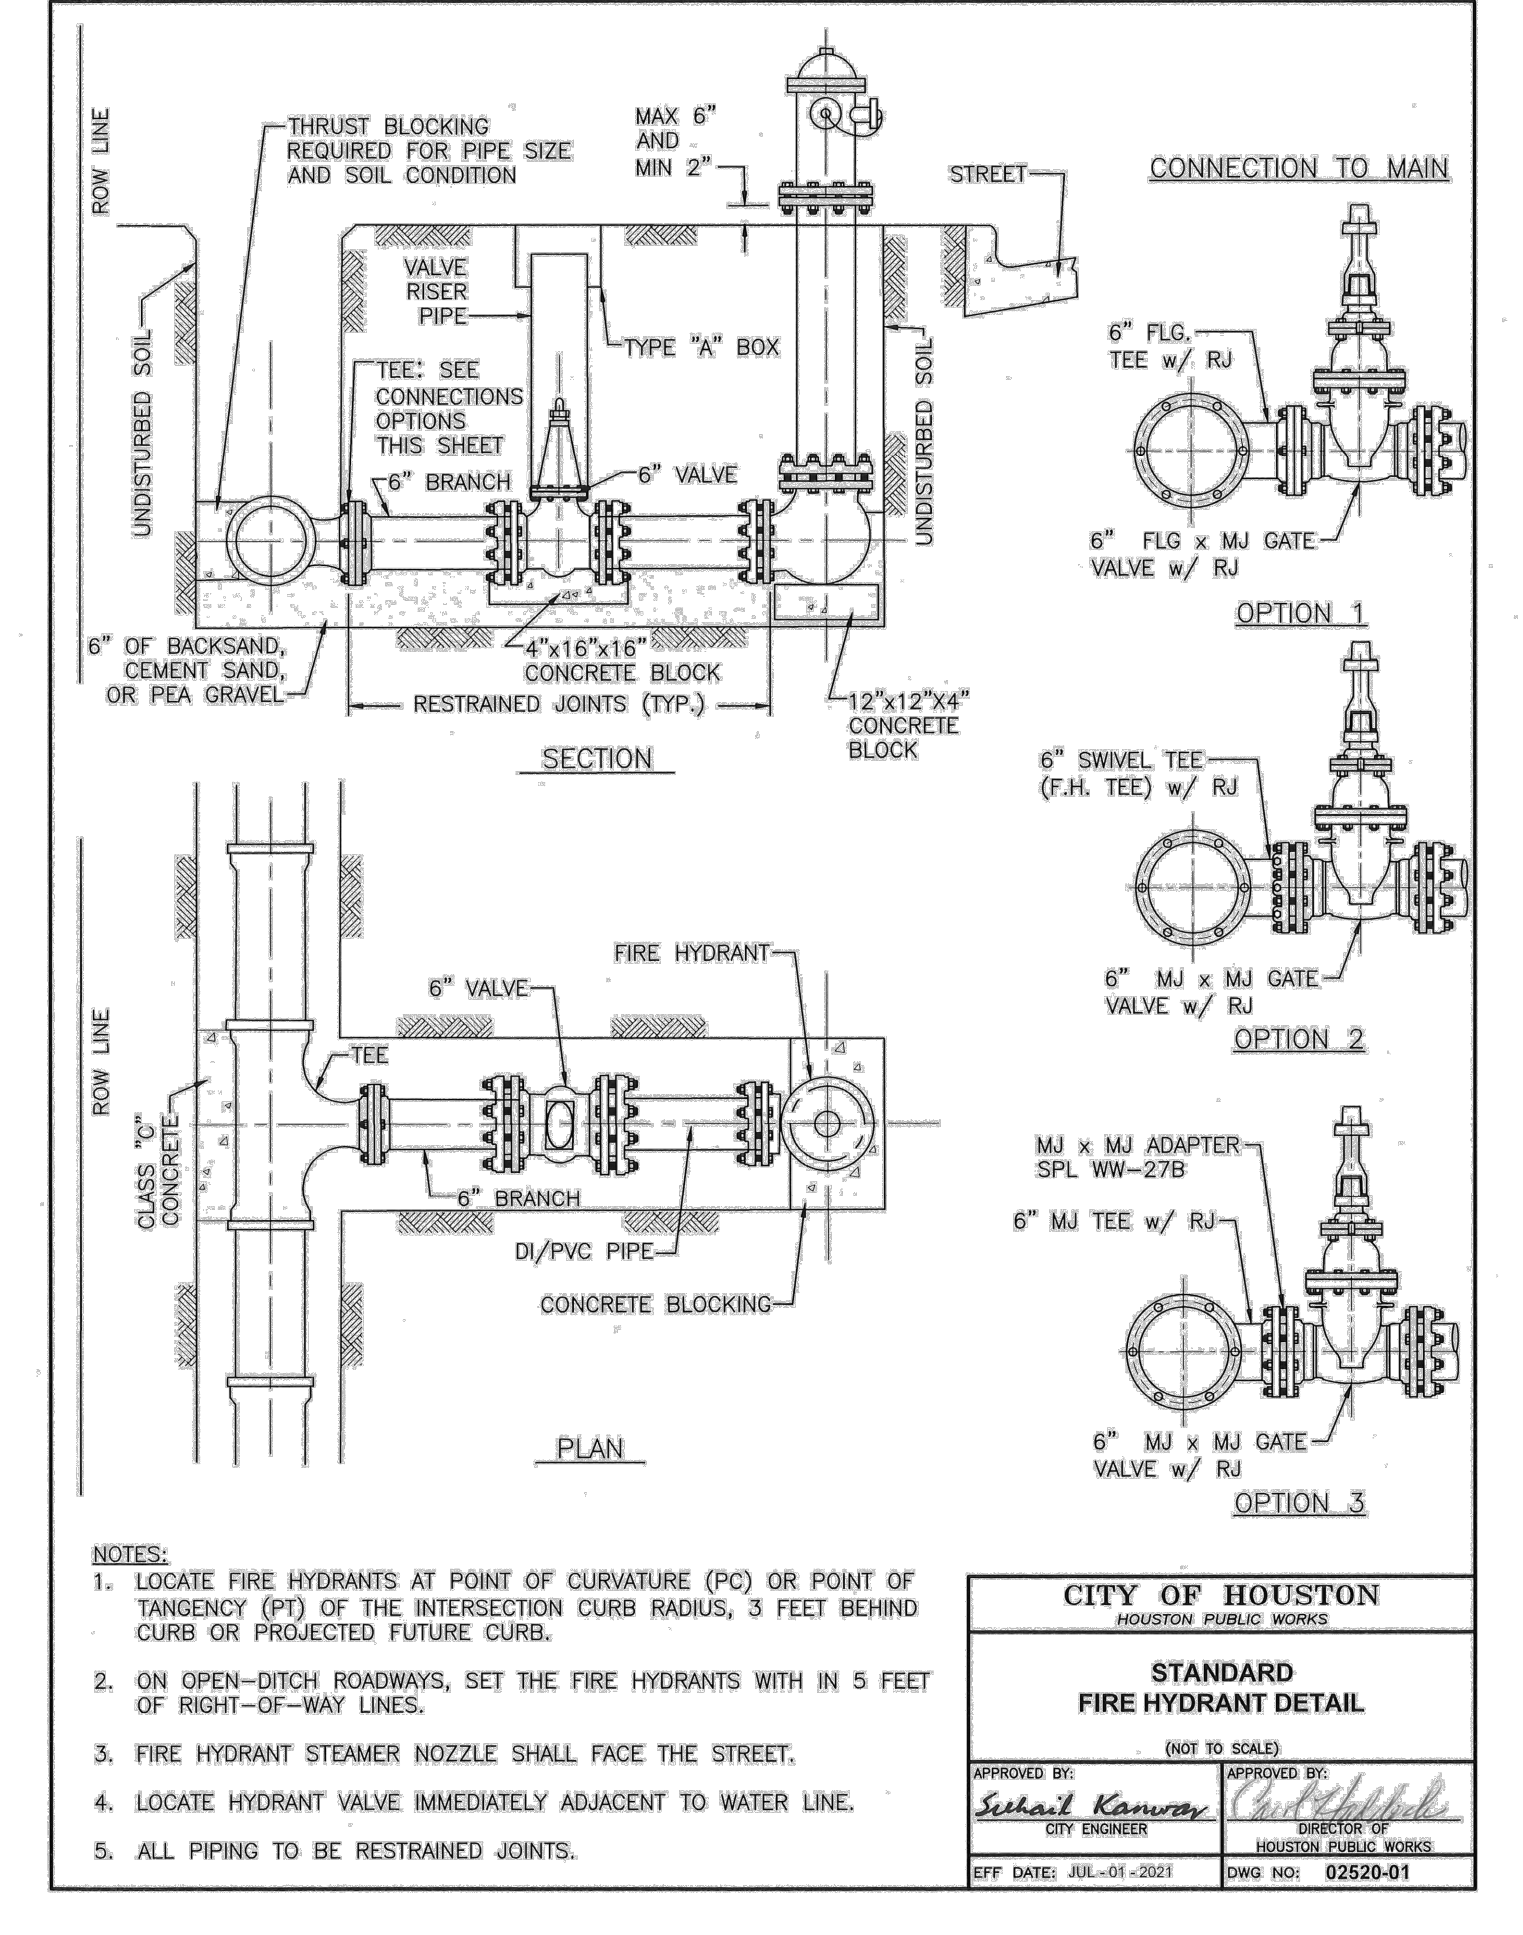 ROW LINE
THRUST BLOCKING
REQUIRED FOR PIPE SIZE
AND SOIL CONDITION
MAX 6"
AND
MIN 2"
STREET
UNDISTURBED SOIL
VALVE
RISER
PIPE
TYPE "A" BOX
TEE: SEE
CONNECTIONS
OPTIONS
THIS SHEET
6" BRANCH
6" VALVE
UNDISTURBED SOIL
6" OF BACKSAND,
CEMENT SAND,
OR PEA GRAVEL
4"x16"x16"
CONCRETE BLOCK
RESTRAINED JOINTS (TYP.)
12"x12"X4"
CONCRETE
BLOCK
SECTION
CONNECTION TO MAIN
6" FLG.
TEE w/ RJ
6" FLG x MJ GATE
VALVE w/ RJ
OPTION 1
6" SWIVEL TEE
(F.H. TEE) w/ RJ
6" MJ x MJ GATE
VALVE w/ RJ
OPTION 2
MJ x MJ ADAPTER
SPL WW-27B
6" MJ TEE w/ RJ
6" MJ x MJ GATE
VALVE w/ RJ
OPTION 3
ROW LINE
FIRE HYDRANT
6" VALVE
TEE
CLASS "C"
CONCRETE
6" BRANCH
DI/PVC PIPE
CONCRETE BLOCKING
PLAN
NOTES:
1. LOCATE FIRE HYDRANTS AT POINT OF CURVATURE (PC) OR POINT OF
TANGENCY (PT) OF THE INTERSECTION CURB RADIUS, 3 FEET BEHIND
CURB OR PROJECTED FUTURE CURB.
2. ON OPEN-DITCH ROADWAYS, SET THE FIRE HYDRANTS WITH IN 5 FEET
OF RIGHT-OF-WAY LINES.
3. FIRE HYDRANT STEAMER NOZZLE SHALL FACE THE STREET.
4. LOCATE HYDRANT VALVE IMMEDIATELY ADJACENT TO WATER LINE.
5. ALL PIPING TO BE RESTRAINED JOINTS.
CITY OF HOUSTON
HOUSTON PUBLIC WORKS
STANDARD
FIRE HYDRANT DETAIL
(NOT TO SCALE)
APPROVED BY:
Suhail Kanwar
CITY ENGINEER
APPROVED BY:
Carol Haddock
DIRECTOR OF
HOUSTON PUBLIC WORKS
EFF DATE: JUL-01-2021
DWG NO: 02520-01